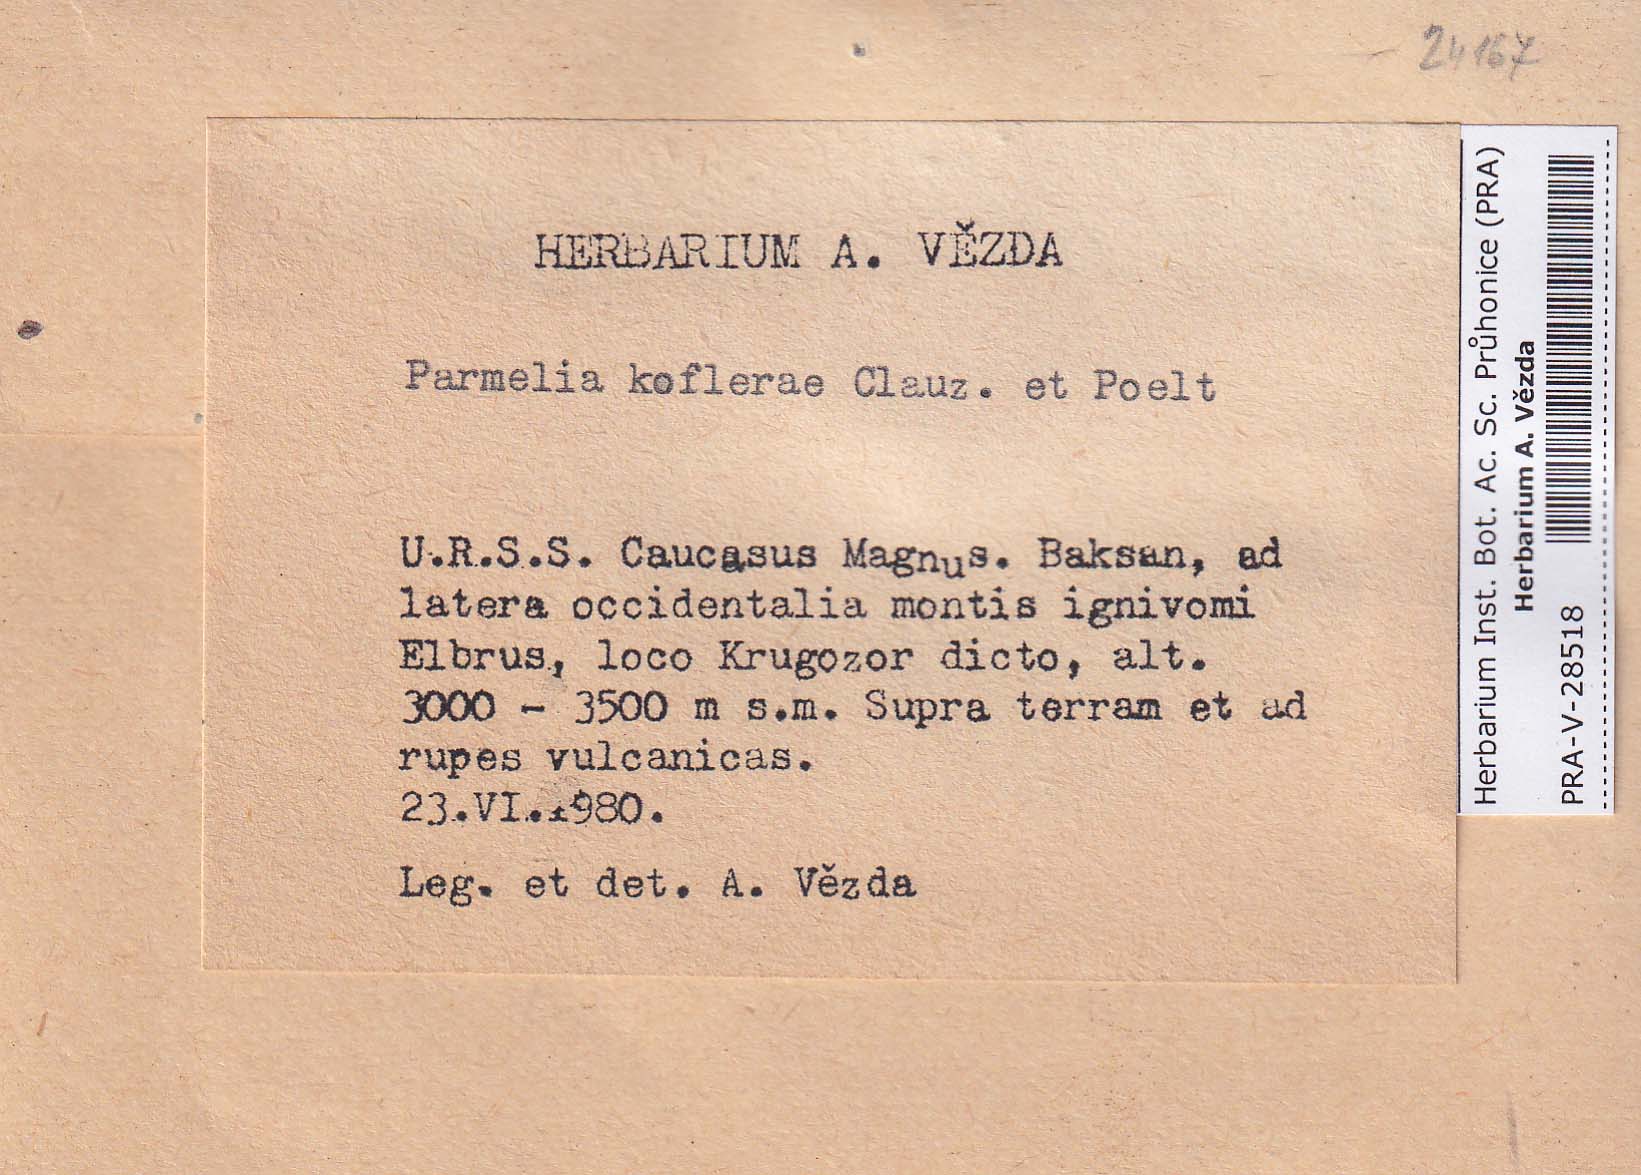 24167
HERBARIUM A. VĚZDA
Parmelia koflerae Clauz. et Poelt
U.R.S.S. Caucasus Magnus. Baksan, ad
latera occidentalia montis ignivomi
Elbrus, loco Krugozor dicto, alt.
3000 - 3500 m s.m. Supra terram et ad
rupes vulcanicas.
23.VI.1980.
Leg. et det. A. Vězda
Herbarium Inst. Bot. Ac. Sc. Průhonice (PRA)
Herbarium A. Vězda
PRA-V-28518